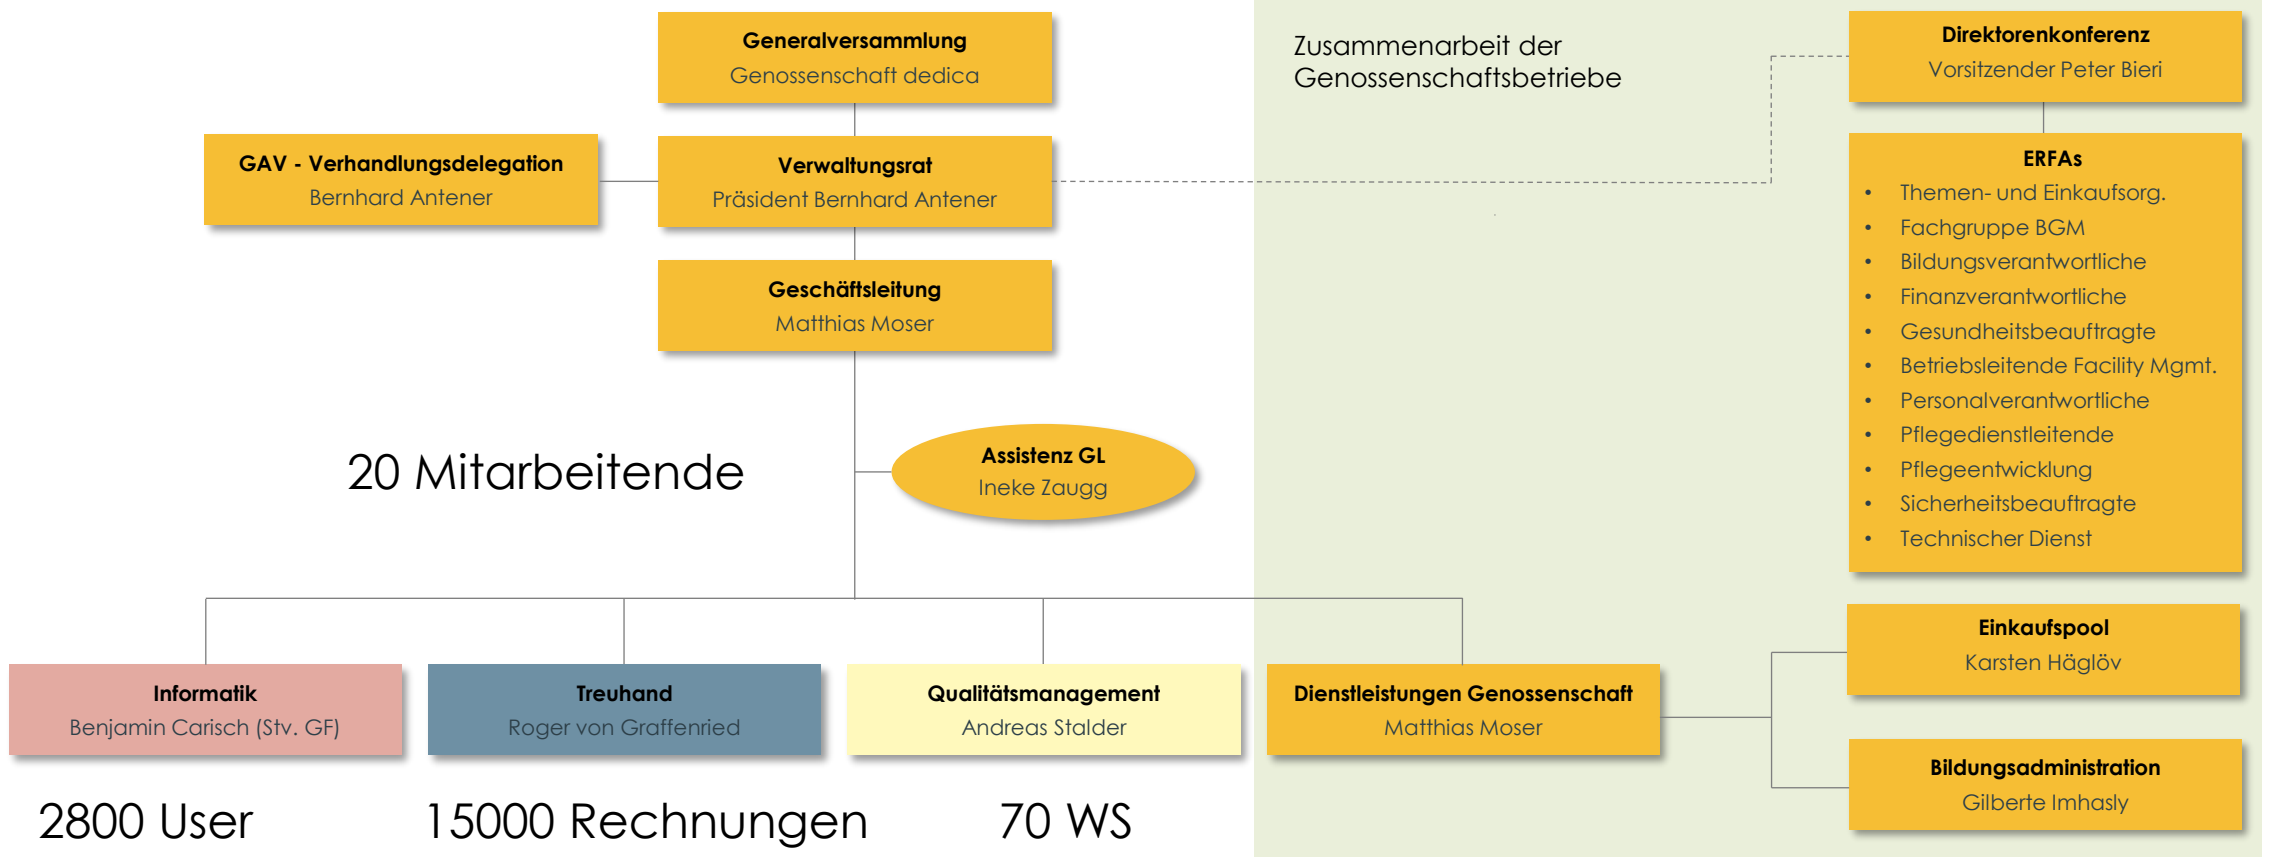 Generalversammlung
Genossenschaft dedica
Zusammenarbeit der
Genossenschaftsbetriebe
Direktorenkonferenz
Vorsitzender Peter Bieri
GAV - Verhandlungsdelegation
Bernhard Antener
Verwaltungsrat
Präsident Bernhard Antener
ERFAs
• Themen- und Einkaufsorg.
• Fachgruppe BGM
• Bildungsverantwortliche
• Finanzverantwortliche
• Gesundheitsbeauftragte
• Betriebsleitende Facility Mgmt.
• Personalverantwortliche
• Pflegedienstleitende
• Pflegeentwicklung
• Sicherheitsbeauftragte
• Technischer Dienst
Geschäftsleitung
Matthias Moser
20 Mitarbeitende
Assistenz GL
Ineke Zaugg
Informatik
Benjamin Carisch (Stv. GF)
Treuhand
Roger von Graffenried
Qualitätsmanagement
Andreas Stalder
Dienstleistungen Genossenschaft
Matthias Moser
Einkaufspool
Karsten Häglöv
Bildungsadministration
Gilberte Imhasly
2800 User
15000 Rechnungen
70 WS